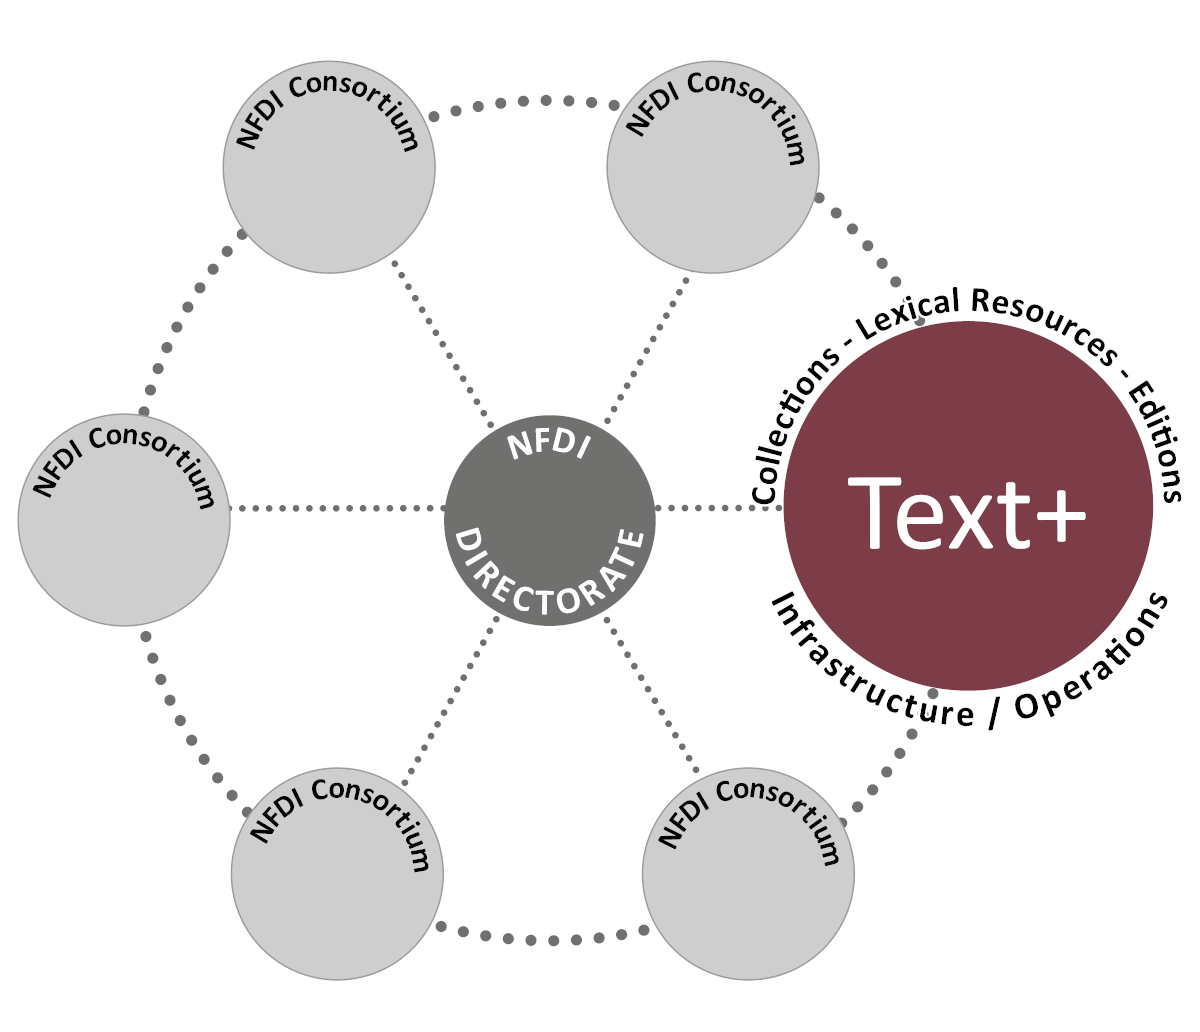 NFDI Consortium
NFDI Consortium
Collections - Lexical Resources - Editions
NFDI Consortium
NFDI
DIRECTORATE
Text+
Infrastructure / Operations
NFDI Consortium
NFDI Consortium